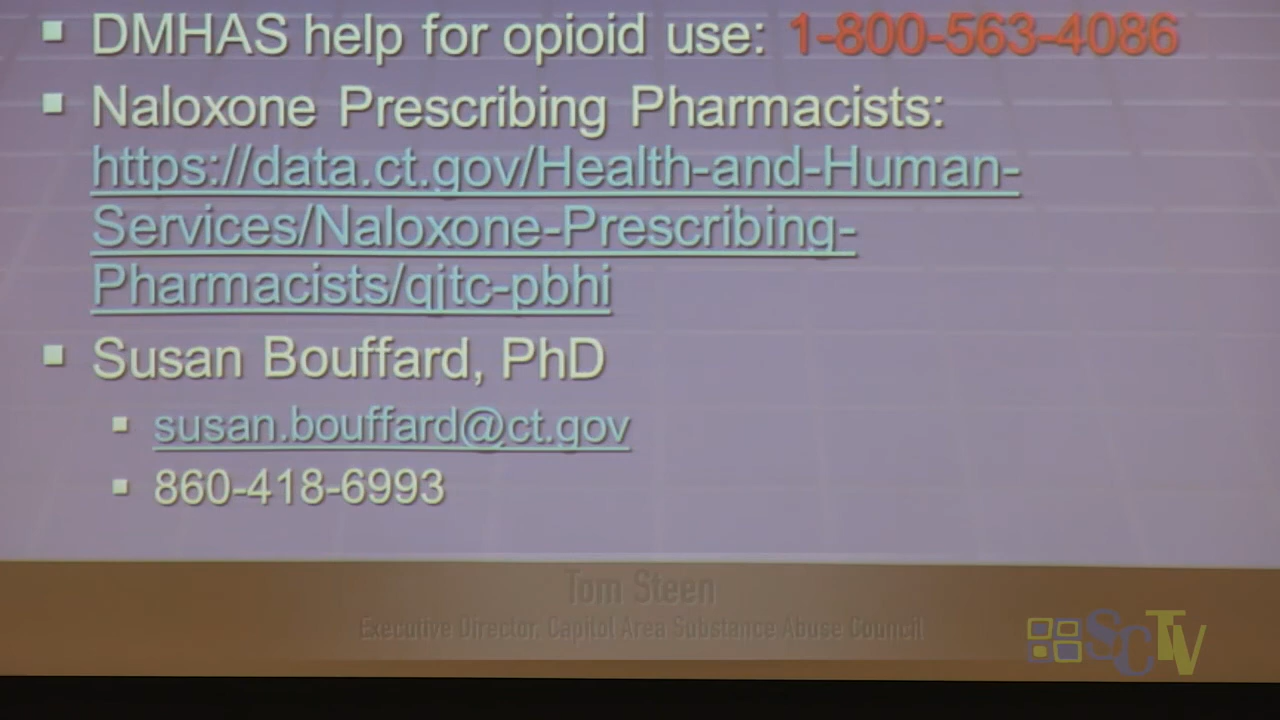 DMHAS help for opioid use: 1-800-563-4086
Naloxone Prescribing Pharmacists:
https://data.ct.gov/Health-and-Human-
Services/Naloxone-Prescribing-
Pharmacists/qjtc-pbhi
Susan Bouffard, PhD
susan.bouffard@ct.gov
860-418-6993
Tom Steen
Executive Director, Capitol Area Substance Abuse Council
SCTV